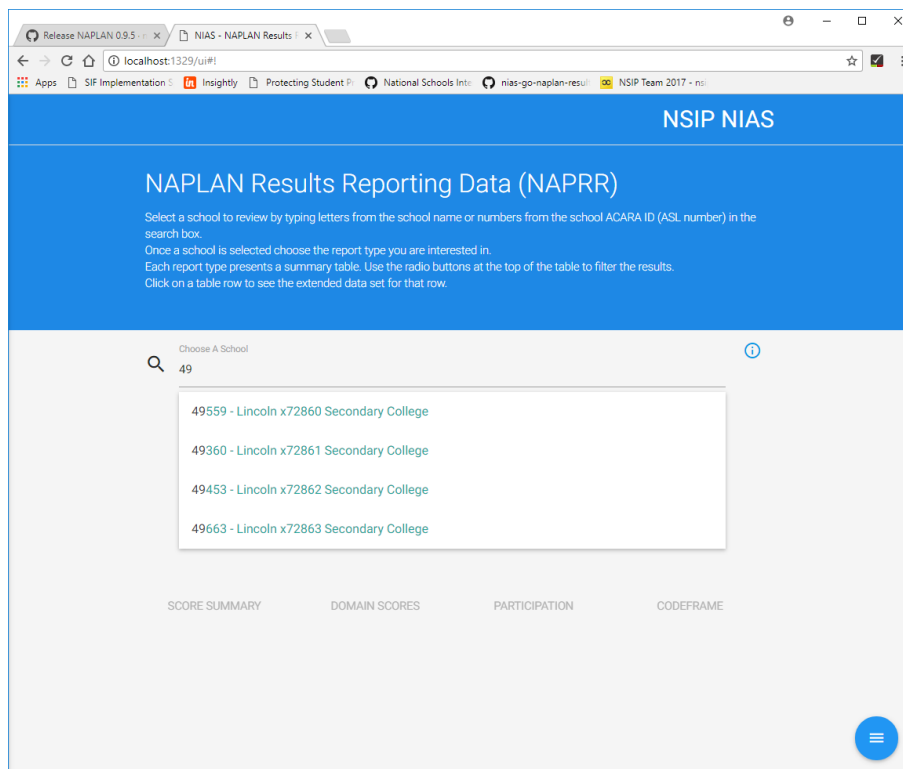 Release NAPLAN 0.9.5 - n
NIAS - NAPLAN Results R
localhost:1329/ui#!
Apps
SIF Implementation S
Insightly
Protecting Student Pr
National Schools Inte
nias-go-naplan-resul
NSIP Team 2017 - nsi
NSIP NIAS
NAPLAN Results Reporting Data (NAPRR)
Select a school to review by typing letters from the school name or numbers from the school ACARA ID (ASL number) in the
search box.
Once a school is selected choose the report type you are interested in.
Each report type presents a summary table. Use the radio buttons at the top of the table to filter the results.
Click on a table row to see the extended data set for that row.
Choose A School
49
49559 - Lincoln x72860 Secondary College
49360 - Lincoln x72861 Secondary College
49453 - Lincoln x72862 Secondary College
49663 - Lincoln x72863 Secondary College
SCORE SUMMARY DOMAIN SCORES PARTICIPATION CODEFRAME